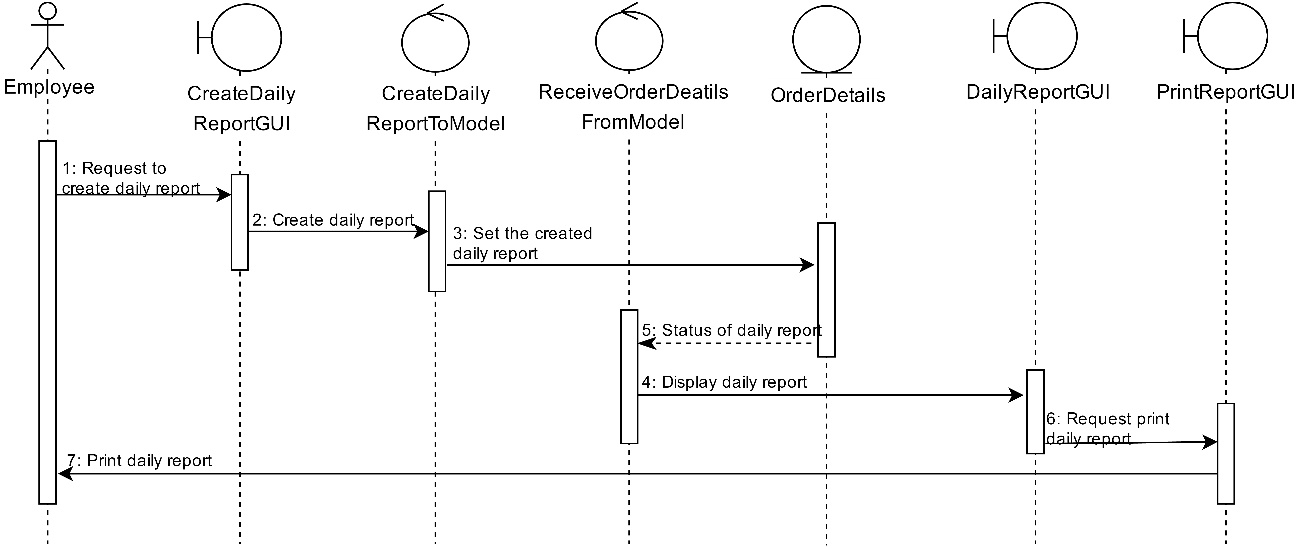 Employee
CreateDaily
ReportGUI
CreateDaily
ReportToModel
ReceiveOrderDeatils
FromModel
OrderDetails
DailyReportGUI
PrintReportGUI
1: Request to
create daily report
2: Create daily report
3: Set the created
daily report
5: Status of daily report
4: Display daily report
6: Request print
daily report
7: Print daily report